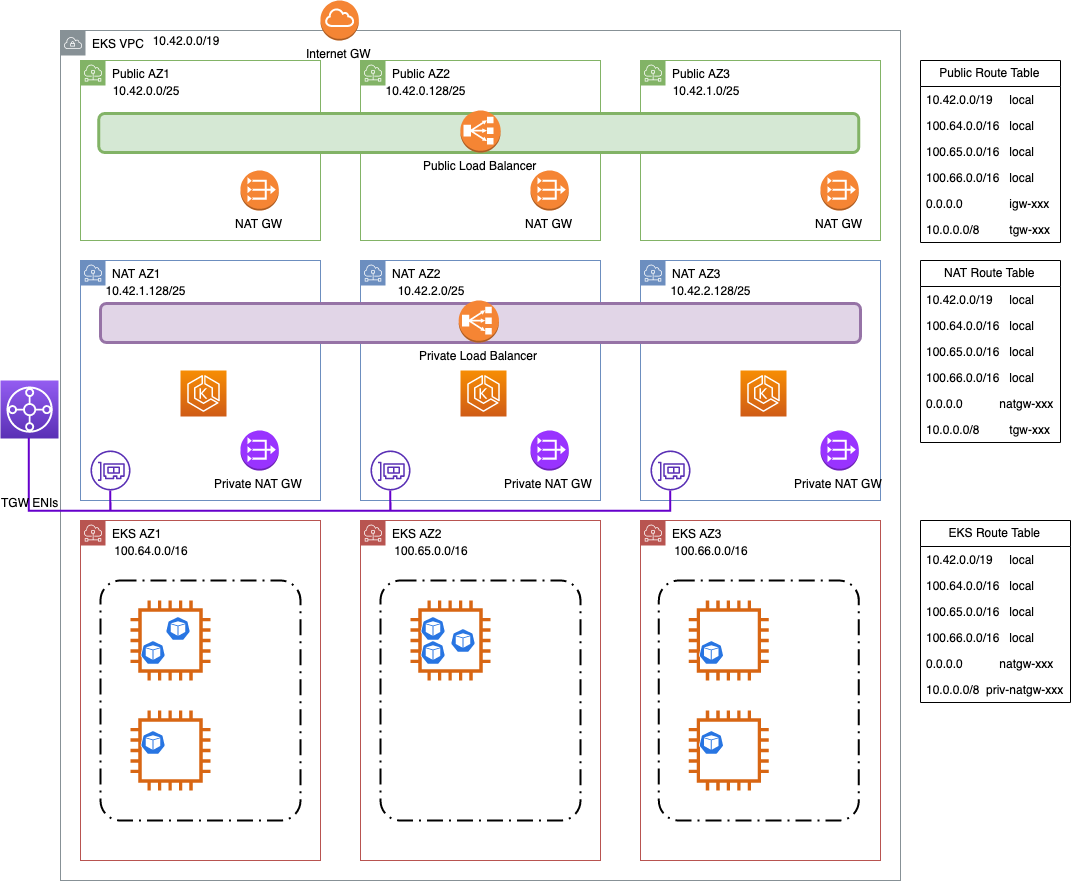 Internet GW
EKS VPC 10.42.0.0/19
Public AZ1
10.42.0.0/25
Public AZ2
10.42.0.128/25
Public AZ3
10.42.1.0/25
Public Load Balancer
NAT GW
NAT GW
NAT GW
NAT AZ1
10.42.1.128/25
NAT AZ2
10.42.2.0/25
NAT AZ3
10.42.2.128/25
Private Load Balancer
K
K
K
Private NAT GW
Private NAT GW
Private NAT GW
TGW ENIs
EKS AZ1
100.64.0.0/16
EKS AZ2
100.65.0.0/16
EKS AZ3
100.66.0.0/16
Public Route Table
10.42.0.0/19 local
100.64.0.0/16 local
100.65.0.0/16 local
100.66.0.0/16 local
0.0.0.0 igw-xxx
10.0.0.0/8 tgw-xxx
NAT Route Table
10.42.0.0/19 local
100.64.0.0/16 local
100.65.0.0/16 local
100.66.0.0/16 local
0.0.0.0 natgw-xxx
10.0.0.0/8 tgw-xxx
EKS Route Table
10.42.0.0/19 local
100.64.0.0/16 local
100.65.0.0/16 local
100.66.0.0/16 local
0.0.0.0 natgw-xxx
10.0.0.0/8 priv-natgw-xxx